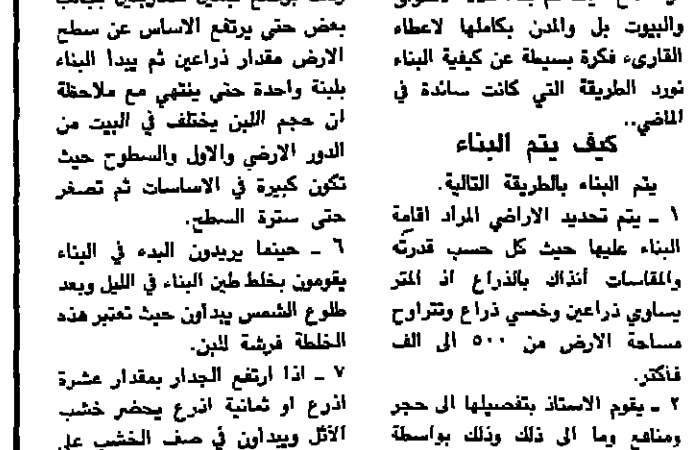 والبيوت بل والمدن بكاملها لاعطاء
القاريء فكرة بسيطة عن كيفية البناء
نورد الطريقة التي كانت سائدة في
الماضي..
كيف يتم البناء
يتم البناء بالطريقة التالية.
١ ـ يتم تحديد الاراضي المراد اقامة
البناء عليها حيث كل حسب قدرته
والمقاسات أنذاك بالذراع اذ المتر
يساوي ذراعين وخمسي ذراع وتتراوح
مساحة الارض من ٥٠٠ الى الف
فاكثر.
٢ ـ يقوم الاستاذ بتفصيلها الى حجر
ومنافع وما الى ذلك وذلك بواسطة
بعض حتى يرتفع الاساس عن سطح
الارض مقدار ذراعين ثم يبدا البناء
بلبنة واحدة حتى ينتهي مع ملاحظة
ان حجم اللبن يختلف في البيت من
الدور الارضي والاول والسطوح حيث
تكون كبيرة في الاساسات ثم تصغر
حتى سترة السطح.
٦ ـ حينما يريدون البدء في البناء
يقومون بخلط طين البناء في الليل وبعد
طلوع الشمس يبدأون حيث تعتبر هذه
الخلطة فرشة للبن.
٧ ـ اذا ارتفع الجدار بمقدار عشرة
اذرع او ثمانية اذرع يحضر خشب
الأثل ويبدأون في صف الخشب على